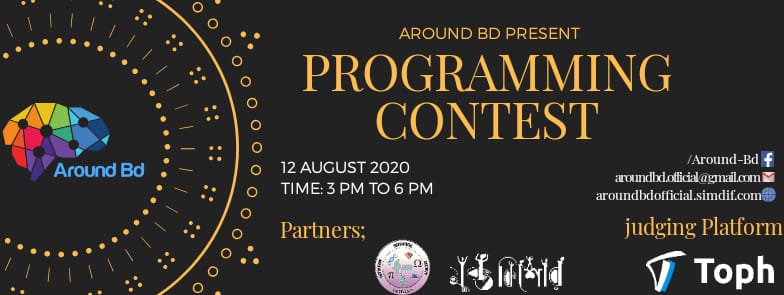 AROUND BD PRESENT
PROGRAMMING
CONTEST
Around Bd
12 AUGUST 2020
TIME: 3 PM TO 6 PM
/Around-Bd
aroundbd.official@gmail.com
aroundbdofficial.simdif.com
Partners;
judging Platform
Toph